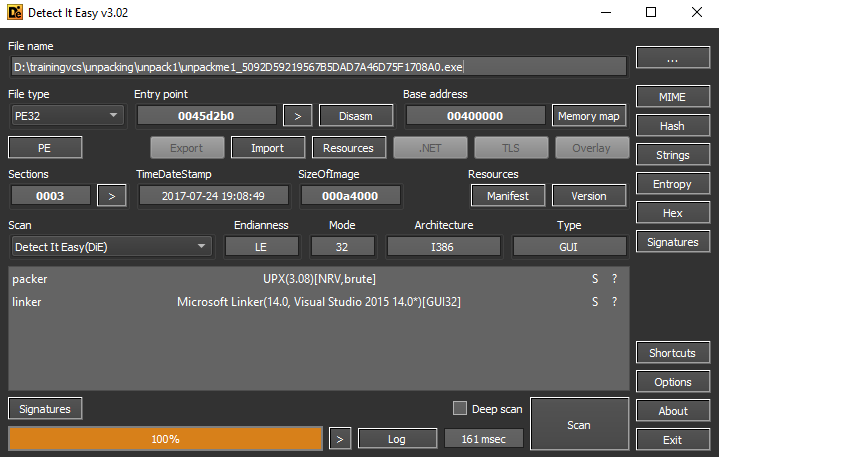 Detect It Easy v3.02
File name
D:\trainingvcs\unpacking\unpack1\unpackme1_5092D59219567B5DAD7A46D75F1708A0.exe
...
File type Entry point Base address
PE32 0045d2b0 > Disasm 00400000 Memory map MIME
PE Export Import Resources .NET TLS Overlay Hash
Strings
Sections TimeDateStamp SizeOfImage Resources
0003 > 2017-07-24 19:08:49 000a4000 Manifest Version Entropy
Hex
Scan Endianness Mode Architecture Type
Detect It Easy(DiE) LE 32 I386 GUI Signatures
packer UPX(3.08)[NRV,brute] S ?
linker Microsoft Linker(14.0, Visual Studio 2015 14.0*)[GUI32] S ?
Shortcuts
Options
Signatures Deep scan Scan About
100% > Log 161 msec Exit